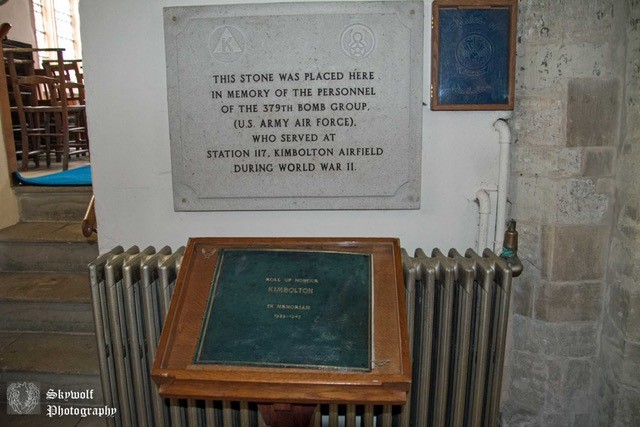 K
8
THIS STONE WAS PLACED HERE
IN MEMORY OF THE PERSONNEL
OF THE 379TH BOMB GROUP.
(U.S. ARMY AIR FORCE),
WHO SERVED AT
STATION 117, KIMBOLTON AIRFIELD
DURING WORLD WAR II.
ROLL OF HONOUR
KIMBOLTON
IN MEMORIAM
Skywolf
Photography